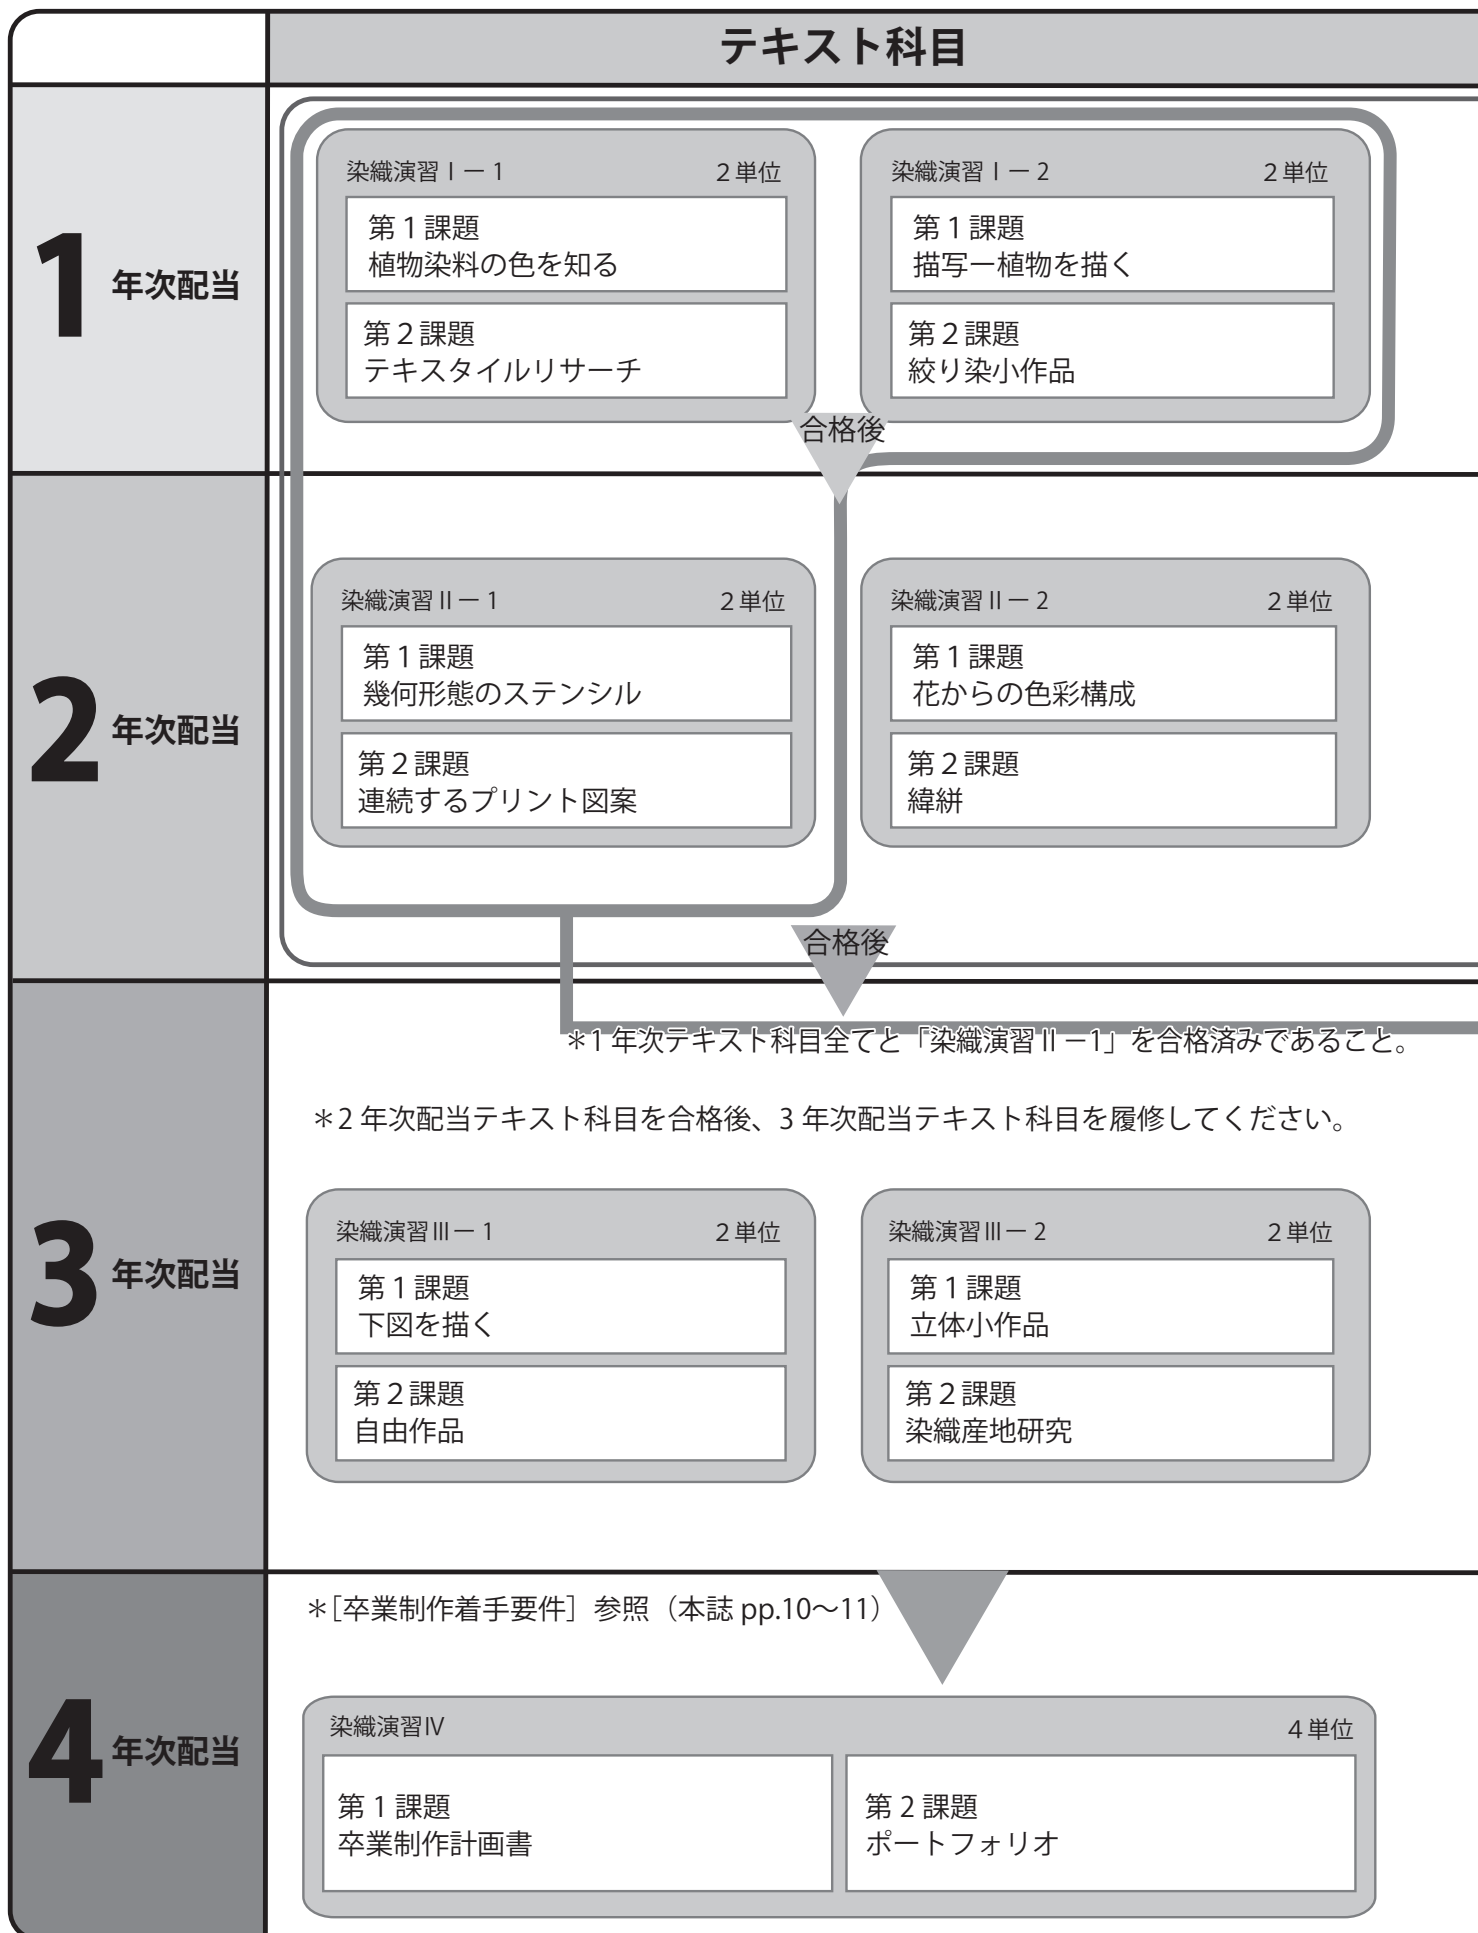 テキスト科目
1 年次配当
染織演習Ⅰ－1 2単位
第1課題
植物染料の色を知る
第2課題
テキスタイルリサーチ
染織演習Ⅰ－2 2単位
第1課題
描写ー植物を描く
第2課題
絞り染小作品
合格後
2 年次配当
染織演習Ⅱ－1 2単位
第1課題
幾何形態のステンシル
第2課題
連続するプリント図案
染織演習Ⅱ－2 2単位
第1課題
花からの色彩構成
第2課題
緯絣
合格後
＊1年次テキスト科目全てと「染織演習Ⅱ－1」を合格済みであること。
3 年次配当
＊2年次配当テキスト科目を合格後、3年次配当テキスト科目を履修してください。
染織演習Ⅲ－1 2単位
第1課題
下図を描く
第2課題
自由作品
染織演習Ⅲ－2 2単位
第1課題
立体小作品
第2課題
染織産地研究
4 年次配当
＊［卒業制作着手要件］参照（本誌 pp.10〜11）
染織演習Ⅳ 4単位
第1課題
卒業制作計画書
第2課題
ポートフォリオ